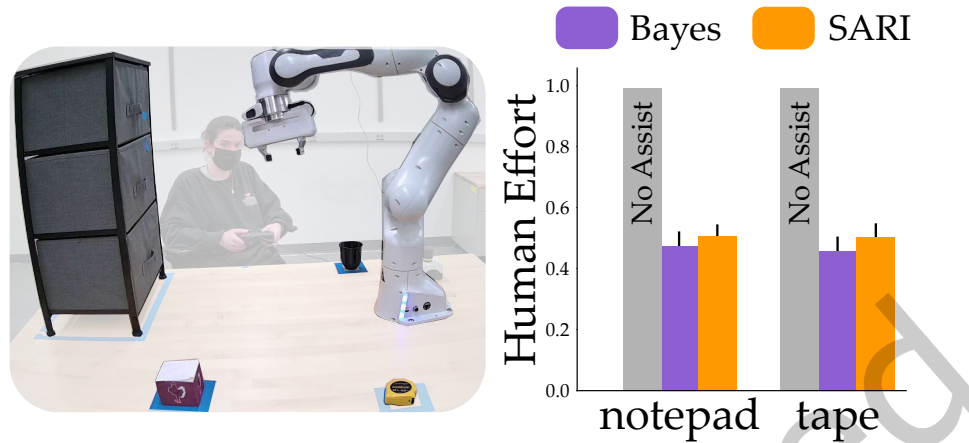 Bayes SARI
Human Effort
1.0
0.8
0.6
0.4
0.2
0.0
No Assist
No Assist
notepad tape